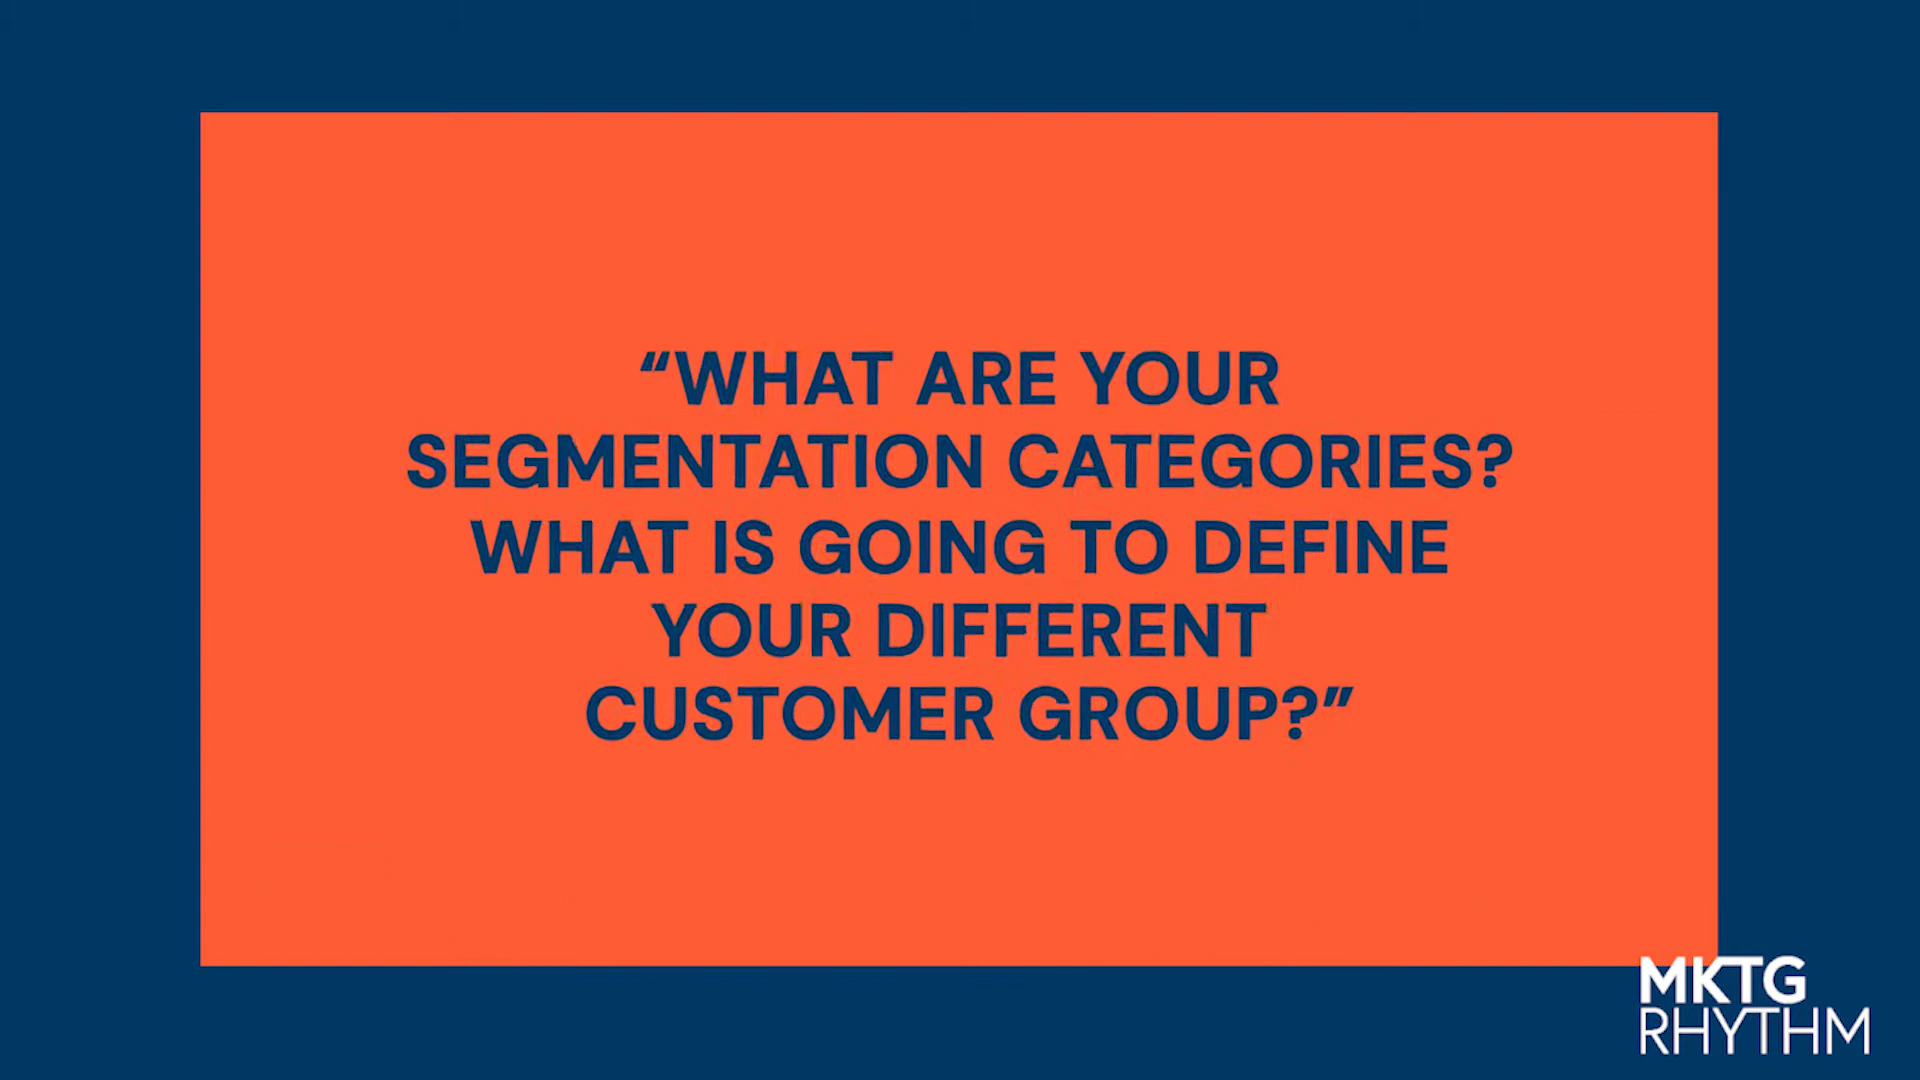 “WHAT ARE YOUR
SEGMENTATION CATEGORIES?
WHAT IS GOING TO DEFINE
YOUR DIFFERENT
CUSTOMER GROUP?”
MKTG
RHYTHM